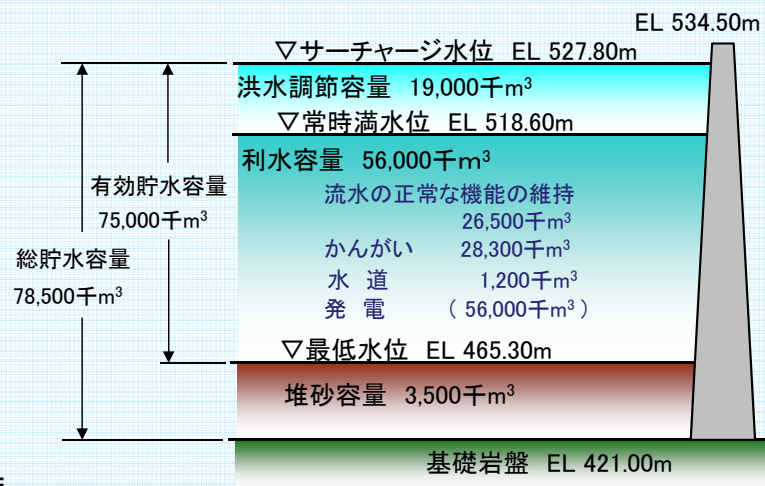 EL 534.50m
▽サーチャージ水位 EL 527.80m
洪水調節容量 19,000千m³
▽常時満水位 EL 518.60m
利水容量 56,000千m³
流水の正常な機能の維持
26,500千m³
かんがい 28,300千m³
水 道 1,200千m³
発 電 （ 56,000千m³ ）
有効貯水容量
75,000千m³
総貯水容量
78,500千m³
▽最低水位 EL 465.30m
堆砂容量 3,500千m³
基礎岩盤 EL 421.00m